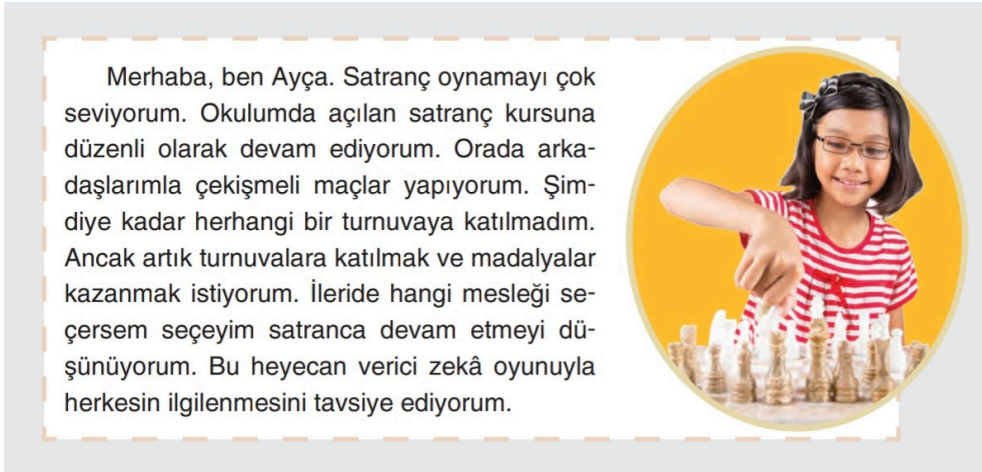 Merhaba, ben Ayça. Satranç oynamayı çok
seviyorum. Okulumda açılan satranç kursuna
düzenli olarak devam ediyorum. Orada arka-
daşlarımla çekişmeli maçlar yapıyorum. Şim-
diye kadar herhangi bir turnuvaya katılmadım.
Ancak artık turnuvalara katılmak ve madalyalar
kazanmak istiyorum. İleride hangi mesleği se-
çersem seçeyim satranca devam etmeyi dü-
şünüyorum. Bu heyecan verici zekâ oyunuyla
herkesin ilgilenmesini tavsiye ediyorum.